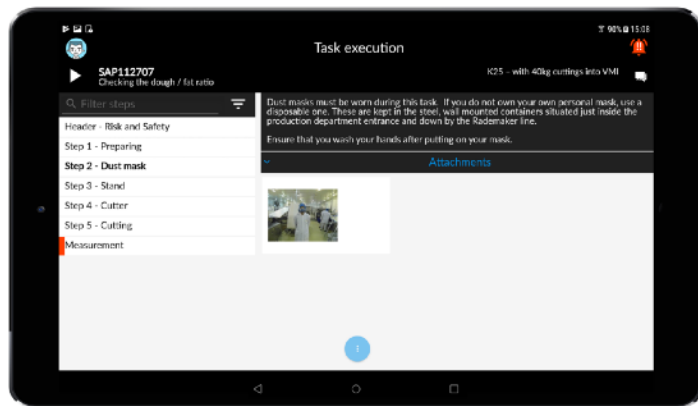 90% 15:08
Task execution
SAP112707
Checking the dough / fat ratio
K25 – with 40kg cuttings into VMI
Filter steps
Header - Risk and Safety
Step 1 - Preparing
Step 2 - Dust mask
Step 3 - Stand
Step 4 - Cutter
Step 5 - Cutting
Measurement
Dust masks must be worn during this task. If you do not own your own personal mask, use a
disposable one. These are kept in the steel, wall mounted containers situated just inside the
production department entrance and down by the Rademaker line.
Ensure that you wash your hands after putting on your mask.
Attachments